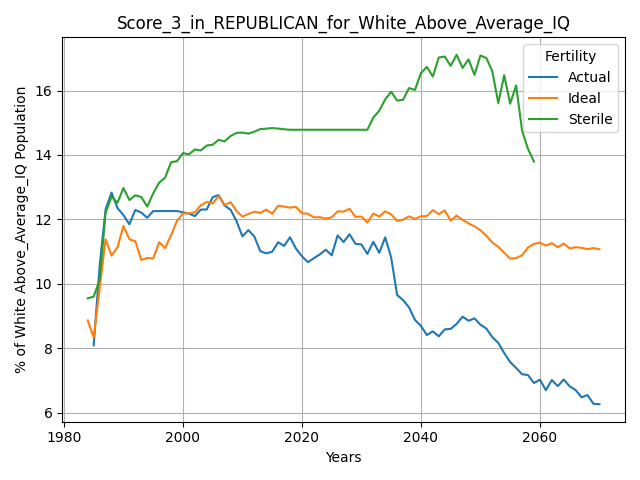 Score_3_in_REPUBLICAN_for_White_Above_Average_IQ
% of White Above_Average_IQ Population
Fertility
Actual
Ideal
Sterile
16
14
12
10
8
6
1980
2000
2020
2040
2060
Years